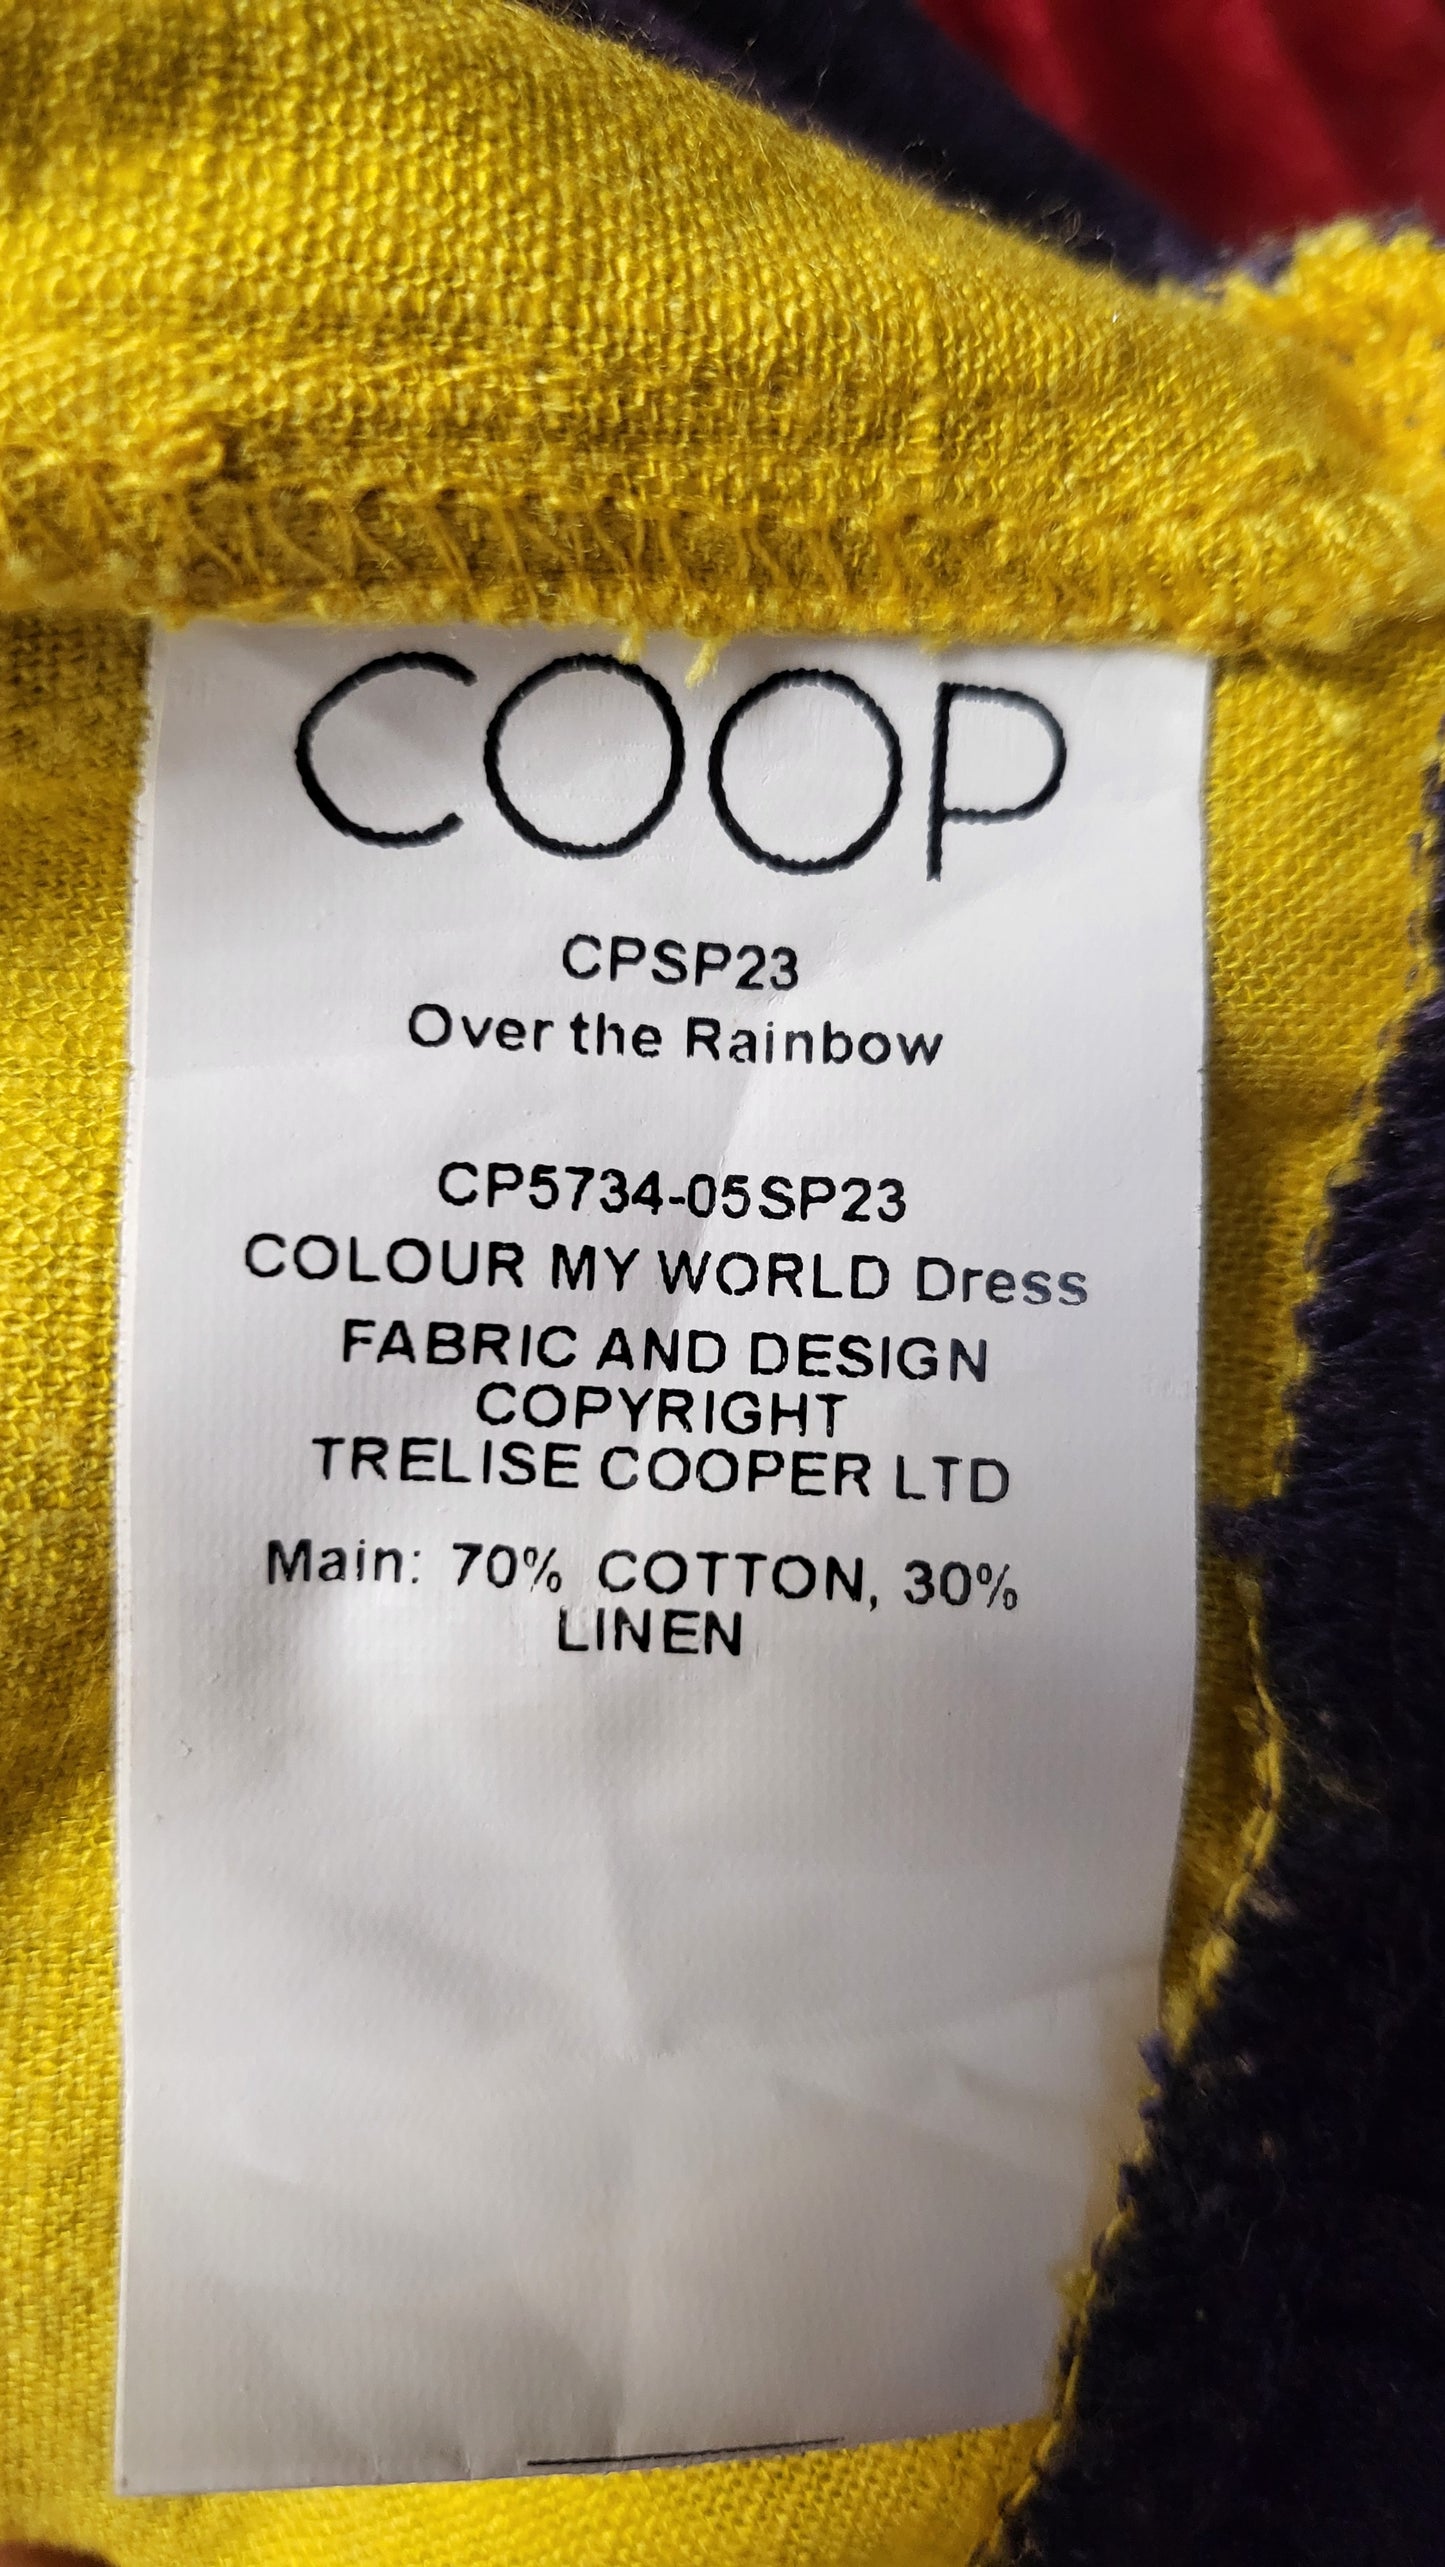 COOP
CPSP23
Over the Rainbow
CP5734-05SP23
COLOUR MY WORLD Dress
FABRIC AND DESIGN
COPYRIGHT
TRELISE COOPER LTD
Main: 70% COTTON, 30%
LINEN